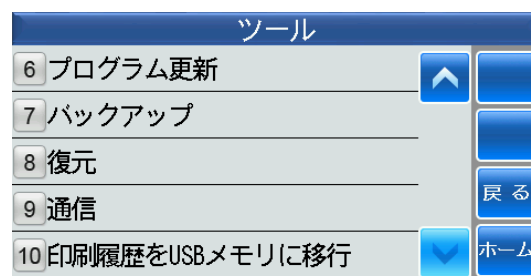 ツール
6 プログラム更新
7 バックアップ
8 復元
9 通信
10 印刷履歴をUSBメモリに移行
戻る
ホーム